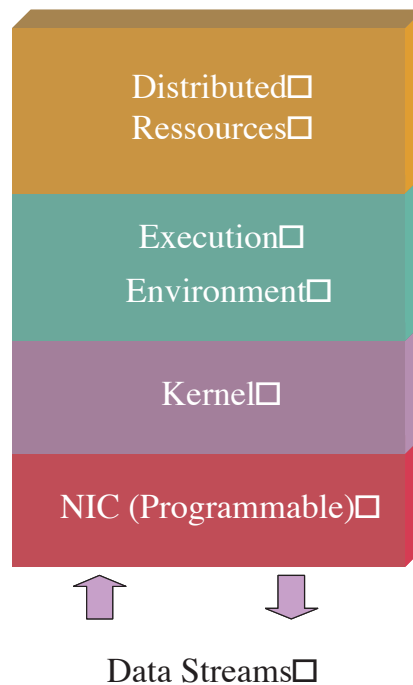 Distributed□
Ressources□
Execution□
Environment□
Kernel□
NIC (Programmable)□
Data Streams□